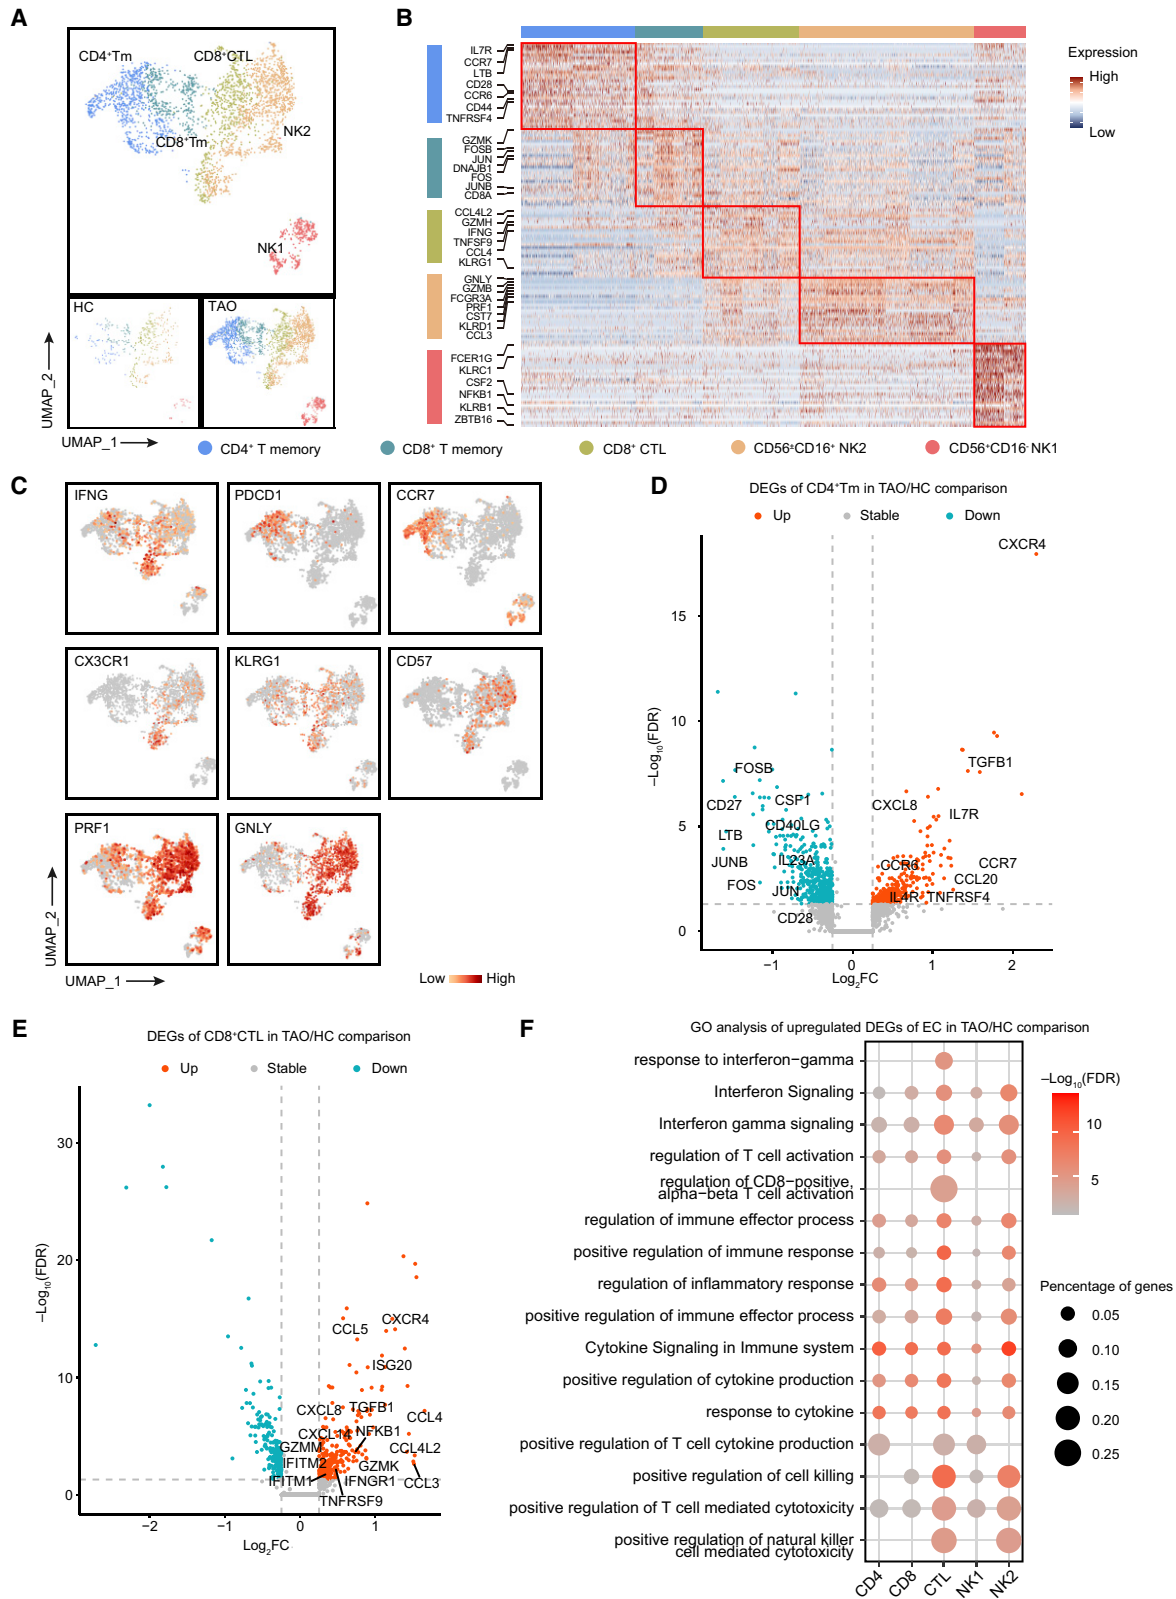 A
CD4+Tm
CD8+CTL
CD8+Tm
NK2
NK1
HC
TAO
UMAP_2
UMAP_1
CD4+ T memory
CD8+ T memory
CD8+ CTL
CD56±CD16+ NK2
CD56+CD16- NK1
B
IL7R
CCR7
LTB
CD28
CCR6
CD44
TNFRSF4
GZMK
FOSB
JUN
DNAJB1
FOS
JUNB
CD8A
CCL4L2
GZMH
IFNG
TNFSF9
CCL4
KLRG1
GNLY
GZMB
FCGR3A
PRF1
CST7
KLRD1
CCL3
FCER1G
KLRC1
CSF2
NFKB1
KLRB1
ZBTB16
Expression
High
Low
C
IFNG
PDCD1
CCR7
CX3CR1
KLRG1
CD57
PRF1
GNLY
UMAP_2
UMAP_1
Low
High
D
DEGs of CD4+Tm in TAO/HC comparison
Up
Stable
Down
CXCR4
TGFB1
FOSB
CD27
CSF1
CXCL8
IL7R
LTB
CD40LG
JUNB
IL23A
CCR6
CCR7
CCL20
FOS
JUN
IL4R
TNFRSF4
CD28
15
10
5
0
−Log10(FDR)
−1
0
1
2
Log2FC
E
DEGs of CD8+CTL in TAO/HC comparison
Up
Stable
Down
CCL5
CXCR4
ISG20
CXCL8
TGFB1
CCL4
CXCL14
NFKB1
GZMM
CCL4L2
IFITM2
GZMK
IFITM1
IFNGR1
CCL3
TNFRSF9
30
20
10
0
−Log10(FDR)
−2
−1
0
1
Log2FC
F
GO analysis of upregulated DEGs of EC in TAO/HC comparison
response to interferon−gamma
Interferon Signaling
Interferon gamma signaling
regulation of T cell activation
regulation of CD8−positive,
alpha−beta T cell activation
regulation of immune effector process
positive regulation of immune response
regulation of inflammatory response
positive regulation of immune effector process
Cytokine Signaling in Immune system
positive regulation of cytokine production
response to cytokine
positive regulation of T cell cytokine production
positive regulation of cell killing
positive regulation of T cell mediated cytotoxicity
positive regulation of natural killer
cell mediated cytotoxicity
CD4
CD8
CTL
NK1
NK2
−Log10(FDR)
10
5
Percentage of genes
0.05
0.10
0.15
0.20
0.25